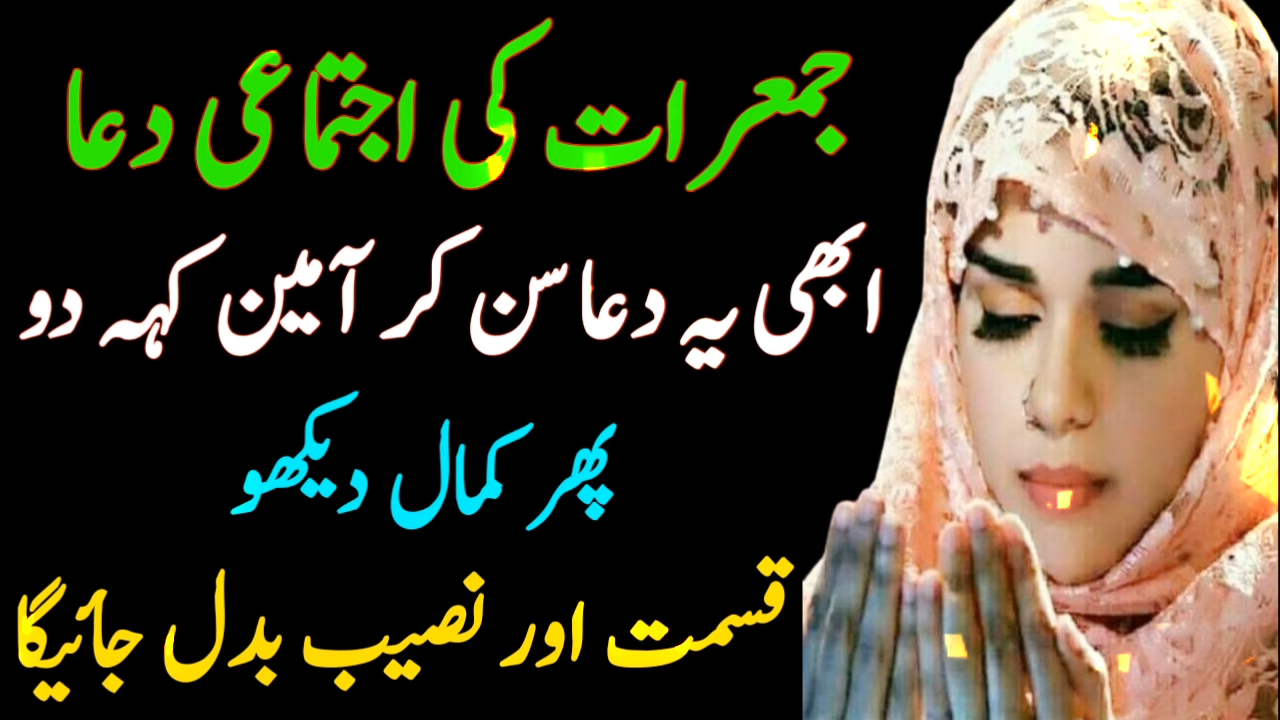 جمعرات کی اجتماعی دعا
ابھی یہ دعا سن کر آمین کہہ دو
پھر کمال دیکھو
قسمت اور نصیب بدل جائیگا